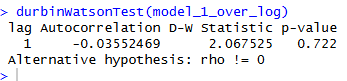 > durbinWatsonTest(model_1_over_log)
 lag Autocorrelation D-W Statistic p-value
   1     -0.03552469      2.067525   0.722
 Alternative hypothesis: rho != 0
>